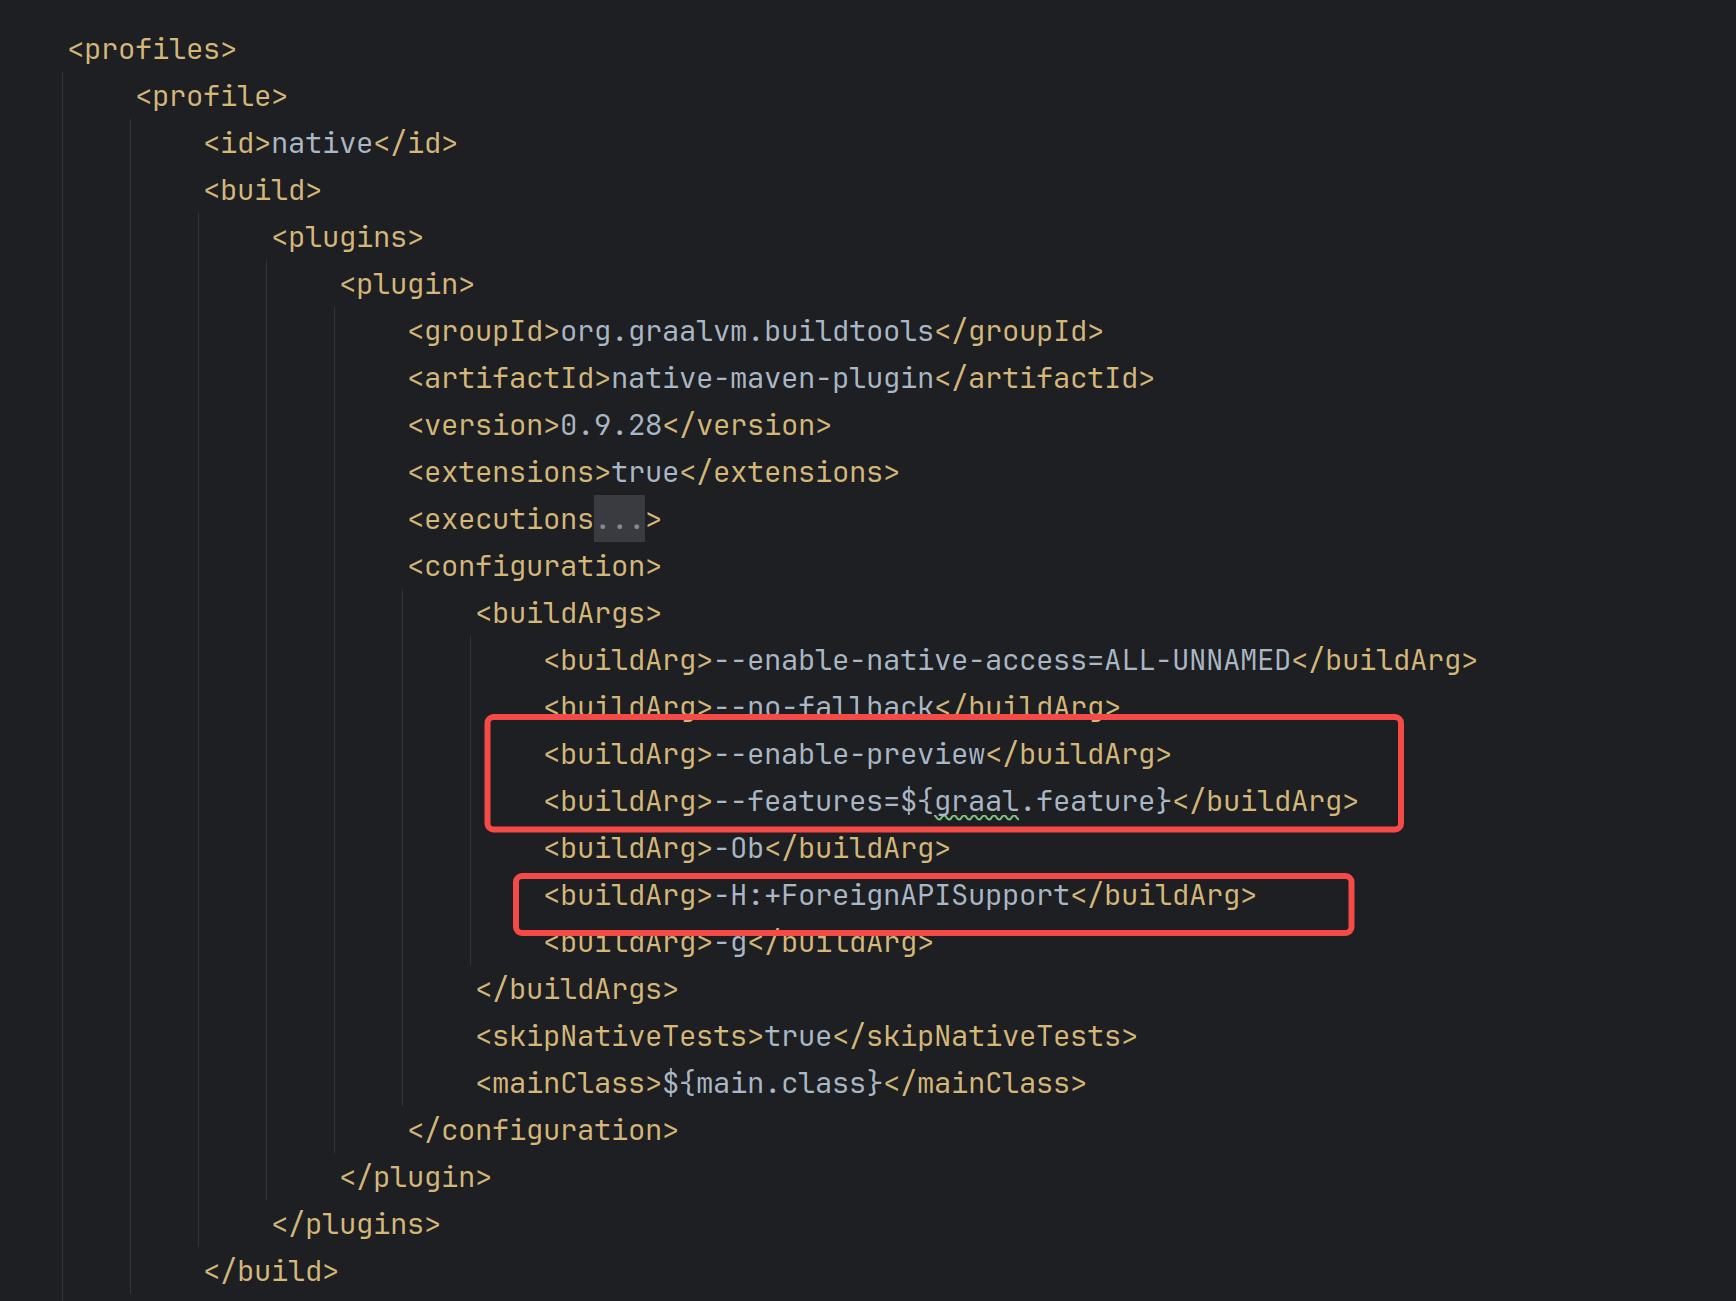 <profiles>
<profile>
<id>native</id>
<build>
<plugins>
<plugin>
<groupId>org.graalvm.buildtools</groupId>
<artifactId>native-maven-plugin</artifactId>
<version>0.9.28</version>
<extensions>true</extensions>
<executions...>
<configuration>
<buildArgs>
<buildArg>--enable-native-access=ALL-UNNAMED</buildArg>
<buildArg>--no-fallback</buildArg>
<buildArg>--enable-preview</buildArg>
<buildArg>--features=${graal.feature}</buildArg>
<buildArg>-Ob</buildArg>
<buildArg>-H:+ForeignAPISupport</buildArg>
<buildArg>-g</buildArg>
</buildArgs>
<skipNativeTests>true</skipNativeTests>
<mainClass>${main.class}</mainClass>
</configuration>
</plugin>
</plugins>
</build>